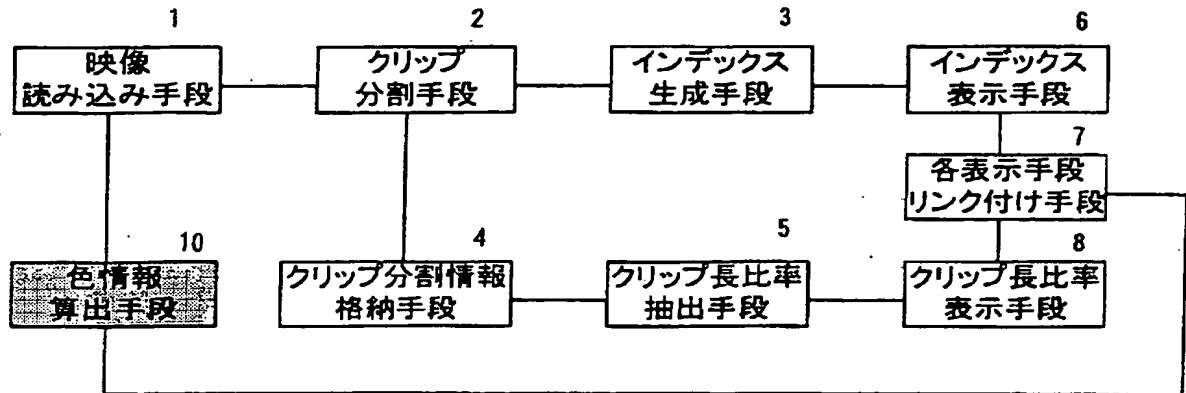 1
2
3
6
映像
読み込み手段
クリップ
分割手段
インデックス
生成手段
インデックス
表示手段
7
各表示手段
リンク付け手段
10
4
5
8
色情報
算出手段
クリップ分割情報
格納手段
クリップ長比率
抽出手段
クリップ長比率
表示手段